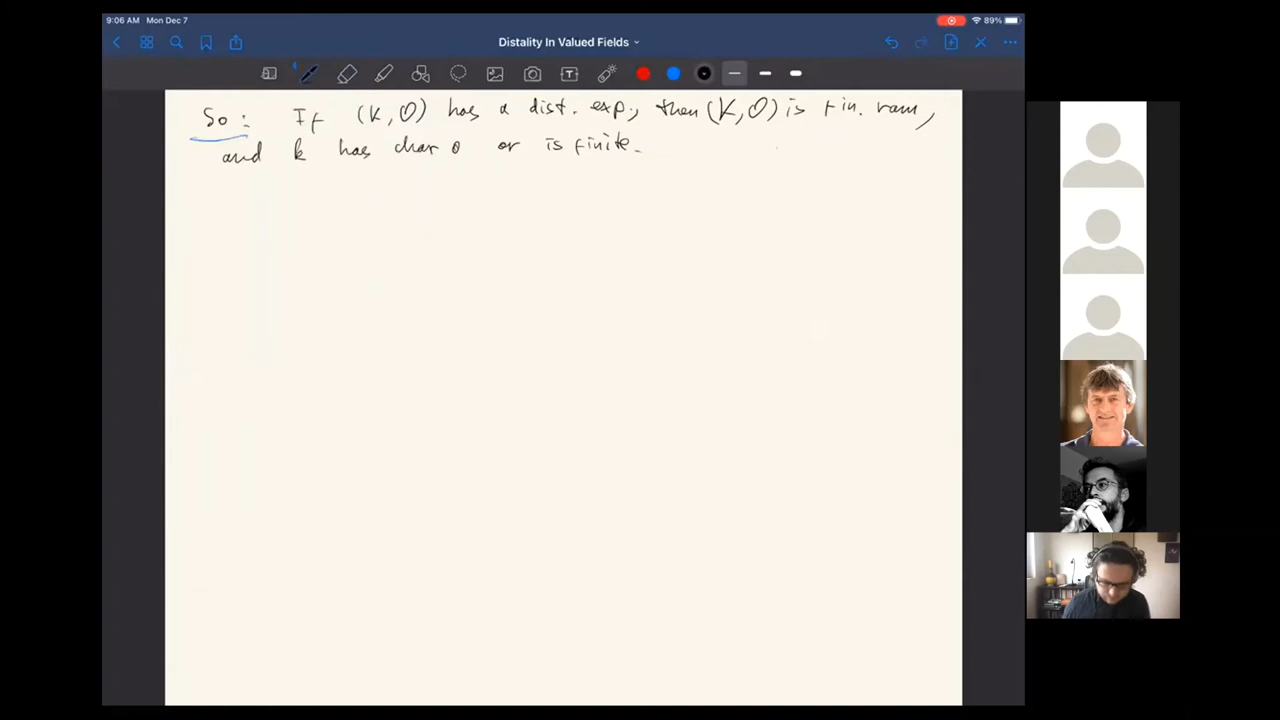 9:06 AM Mon Dec 7
89%
Distality In Valued Fields
So: If (K, O) has a dist. exp, then (K, O) is fin. ram,
and k has char 0 or is finite.